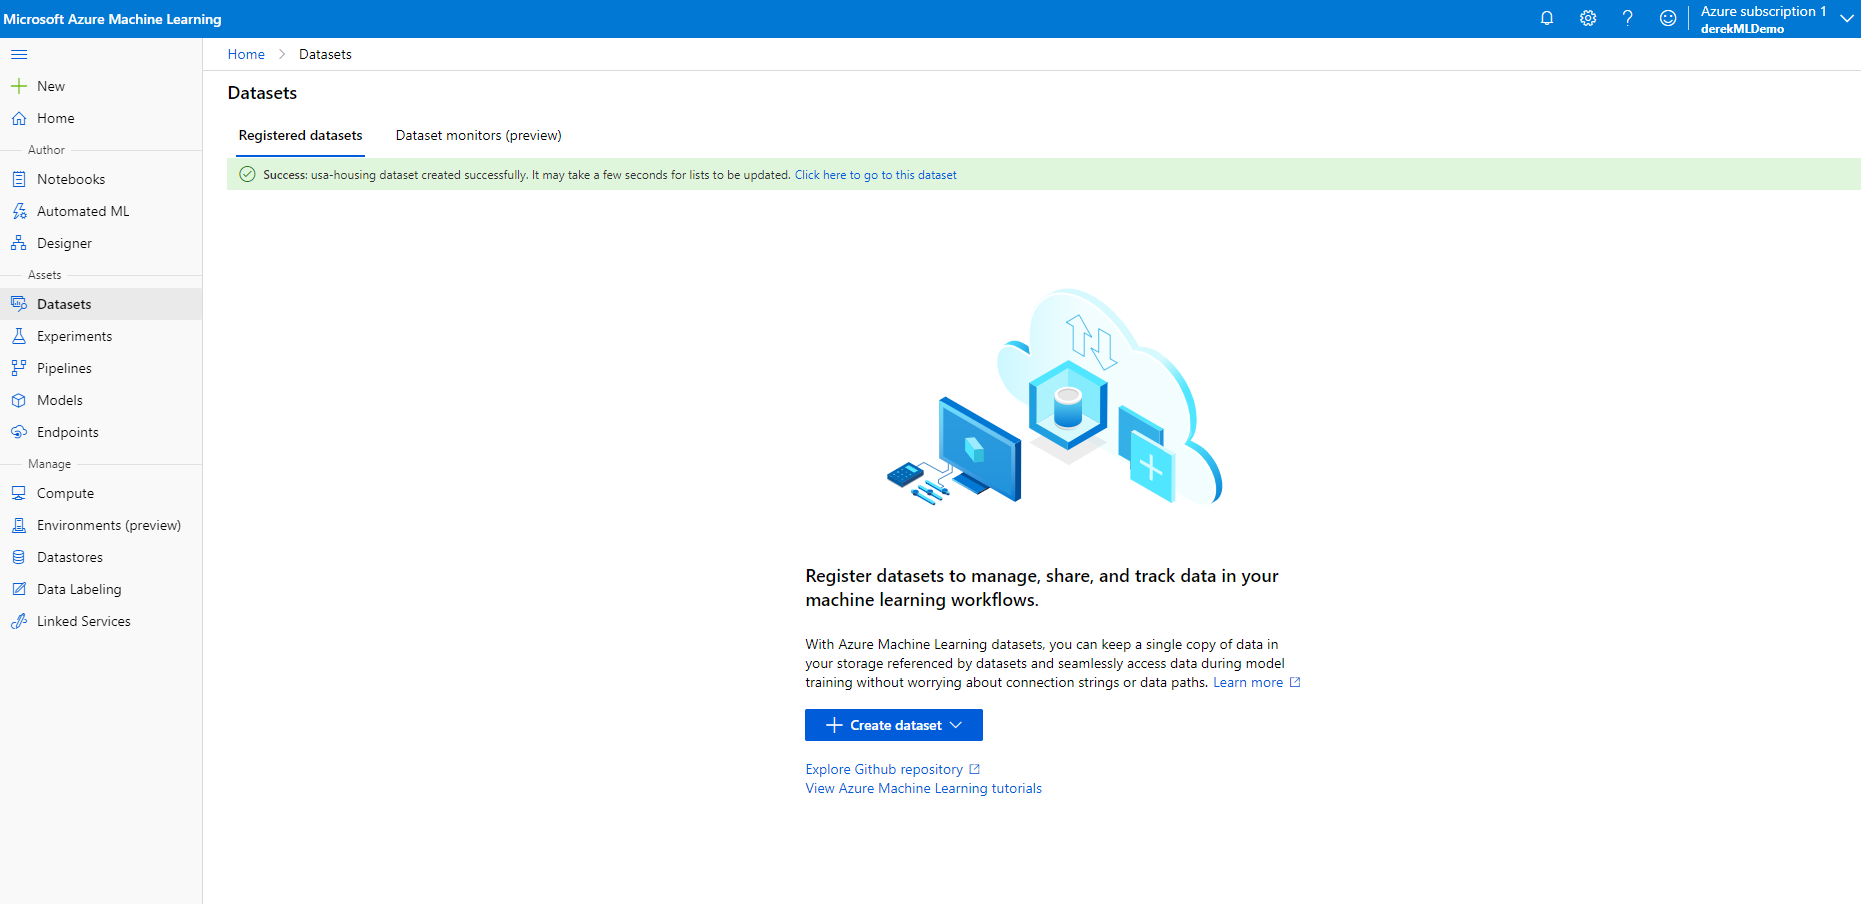 Microsoft Azure Machine Learning
Azure subscription 1
derekMLDemo
New
Home
Author
Notebooks
Automated ML
Designer
Assets
Datasets
Experiments
Pipelines
Models
Endpoints
Manage
Compute
Environments (preview)
Datastores
Data Labeling
Linked Services
Home > Datasets
Datasets
Registered datasets Dataset monitors (preview)
Success: usa-housing dataset created successfully. It may take a few seconds for lists to be updated. Click here to go to this dataset
Register datasets to manage, share, and track data in your
machine learning workflows.
With Azure Machine Learning datasets, you can keep a single copy of data in
your storage referenced by datasets and seamlessly access data during model
training without worrying about connection strings or data paths. Learn more
Create dataset
Explore Github repository
View Azure Machine Learning tutorials